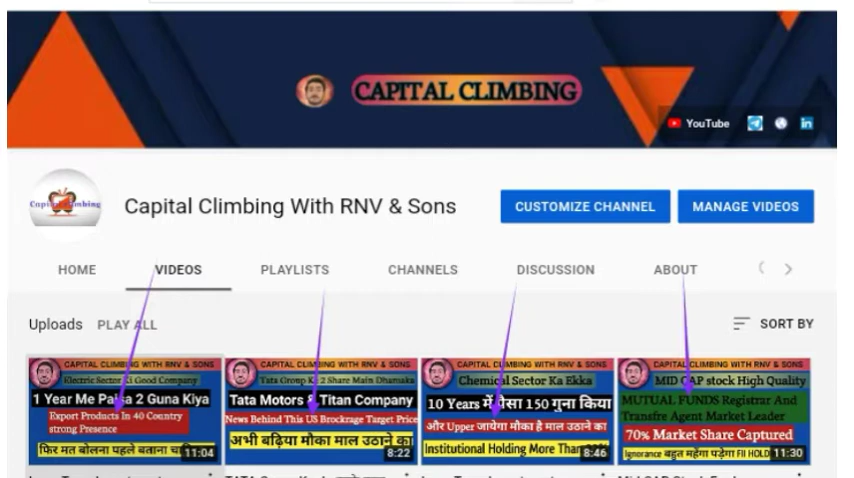 CAPITAL CLIMBING
YouTube
Capital Climbing With RNV & Sons
CUSTOMIZE CHANNEL
MANAGE VIDEOS
HOME
VIDEOS
PLAYLISTS
CHANNELS
DISCUSSION
ABOUT
Uploads
PLAY ALL
SORT BY
CAPITAL CLIMBING WITH RNV & SONS
Electric Sector Ki Good Company
1 Year Me Paisa 2 Guna Kiya
Export Products In 40 Country
strong Presence
फिर मत बोलना पहले बताना
11:04
CAPITAL CLIMBING WITH RNV & SONS
Tata Group Ke 2 Share Main Dhamaka
Tata Motors & Titan Company
News Behind This US Brockrage Target Price
अभी बढ़िया मौका माल उठाने का
8:22
CAPITAL CLIMBING WITH RNV & SONS
Chemical Sector Ka Ekka
10 Years में पैसा 150 गुना किया
और Upper जायेगा मौका है माल उठाने का
Institutional Holding More Than
8:46
CAPITAL CLIMBING WITH RNV & SONS
MID CAP stock High Quality
MUTUAL FUNDS Registrar And
Transfre Agent Market Leader
70% Market Share Captured
Ignorance बहुत महेंगा पड़ेगा FII HOLD
11:30